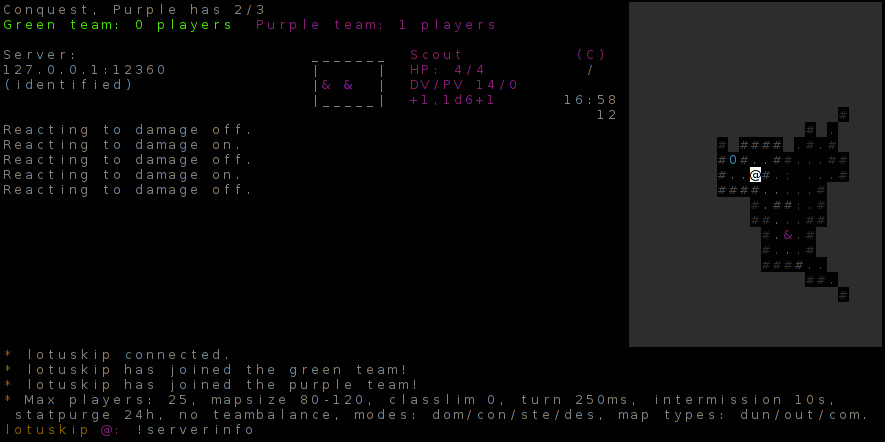 Conquest, Purple has 2/3
Green team: 0 players  Purple team: 1 players
Server:
127.0.0.1:12360
(identified)
_______
|     |
|& &  |
|_____|
Scout
HP: 4/4
DV/PV 14/0
+1,1d6+1
(C)
/
16:58
12
Reacting to damage off.
Reacting to damage on.
Reacting to damage off.
Reacting to damage on.
Reacting to damage off.
* lotuskip connected.
* lotuskip has joined the green team!
* lotuskip has joined the purple team!
* Max players: 25, mapsize 80-120, classlim 0, turn 250ms, intermission 10s,
statpurge 24h, no teambalance, modes: dom/con/ste/des, map types: dun/out/com.
lotuskip @: !serverinfo